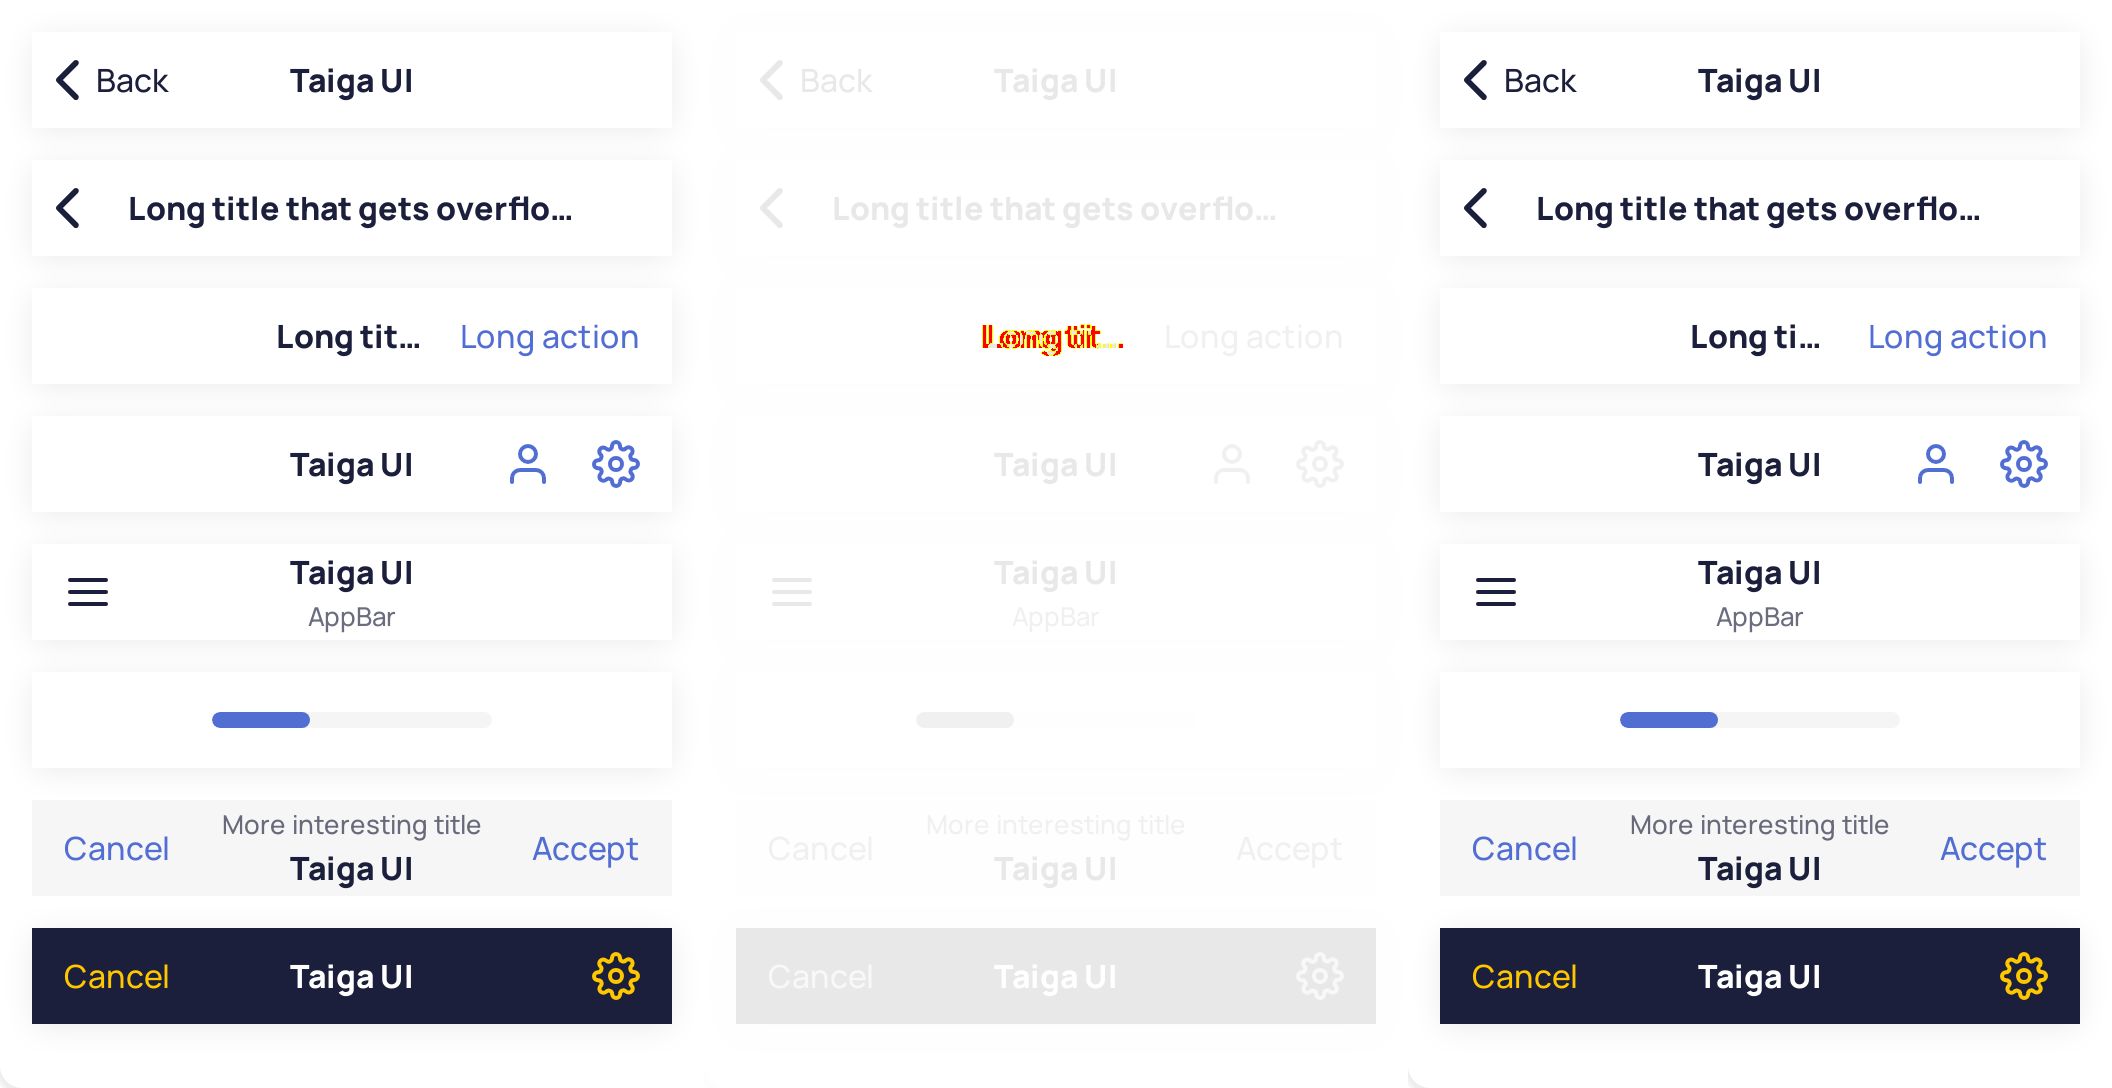 Back Taiga UI
Long title that gets overflo...
Long tit... Long action
Taiga UI
Taiga UI
AppBar
More interesting title
Cancel Accept
Taiga UI
Cancel Taiga UI
Back Taiga UI
Long title that gets overflo...
Long action
Taiga UI
Taiga UI
AppBar
More interesting title
Cancel Accept
Taiga UI
Cancel Taiga UI
Back Taiga UI
Long title that gets overflo...
Long ti... Long action
Taiga UI
Taiga UI
AppBar
More interesting title
Cancel Accept
Taiga UI
Cancel Taiga UI